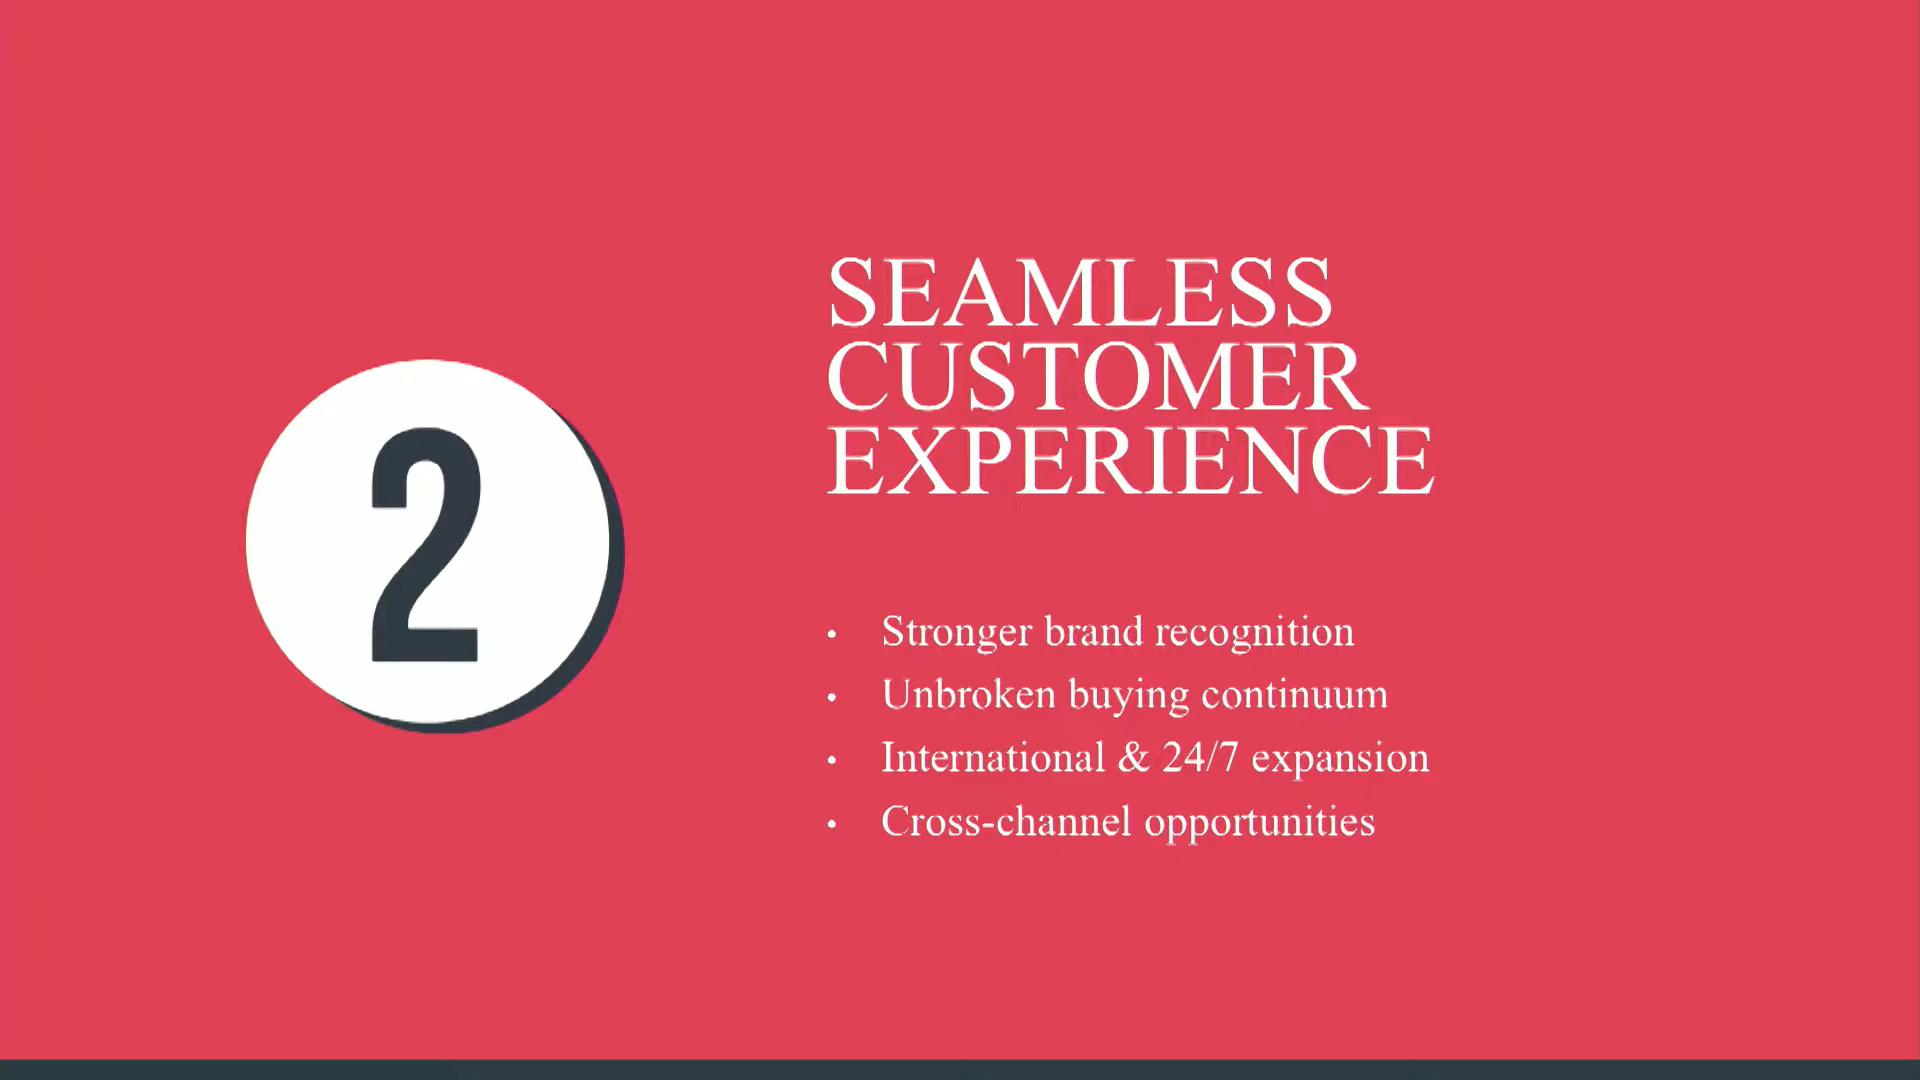 2
SEAMLESS
CUSTOMER
EXPERIENCE
• Stronger brand recognition
• Unbroken buying continuum
• International & 24/7 expansion
• Cross-channel opportunities